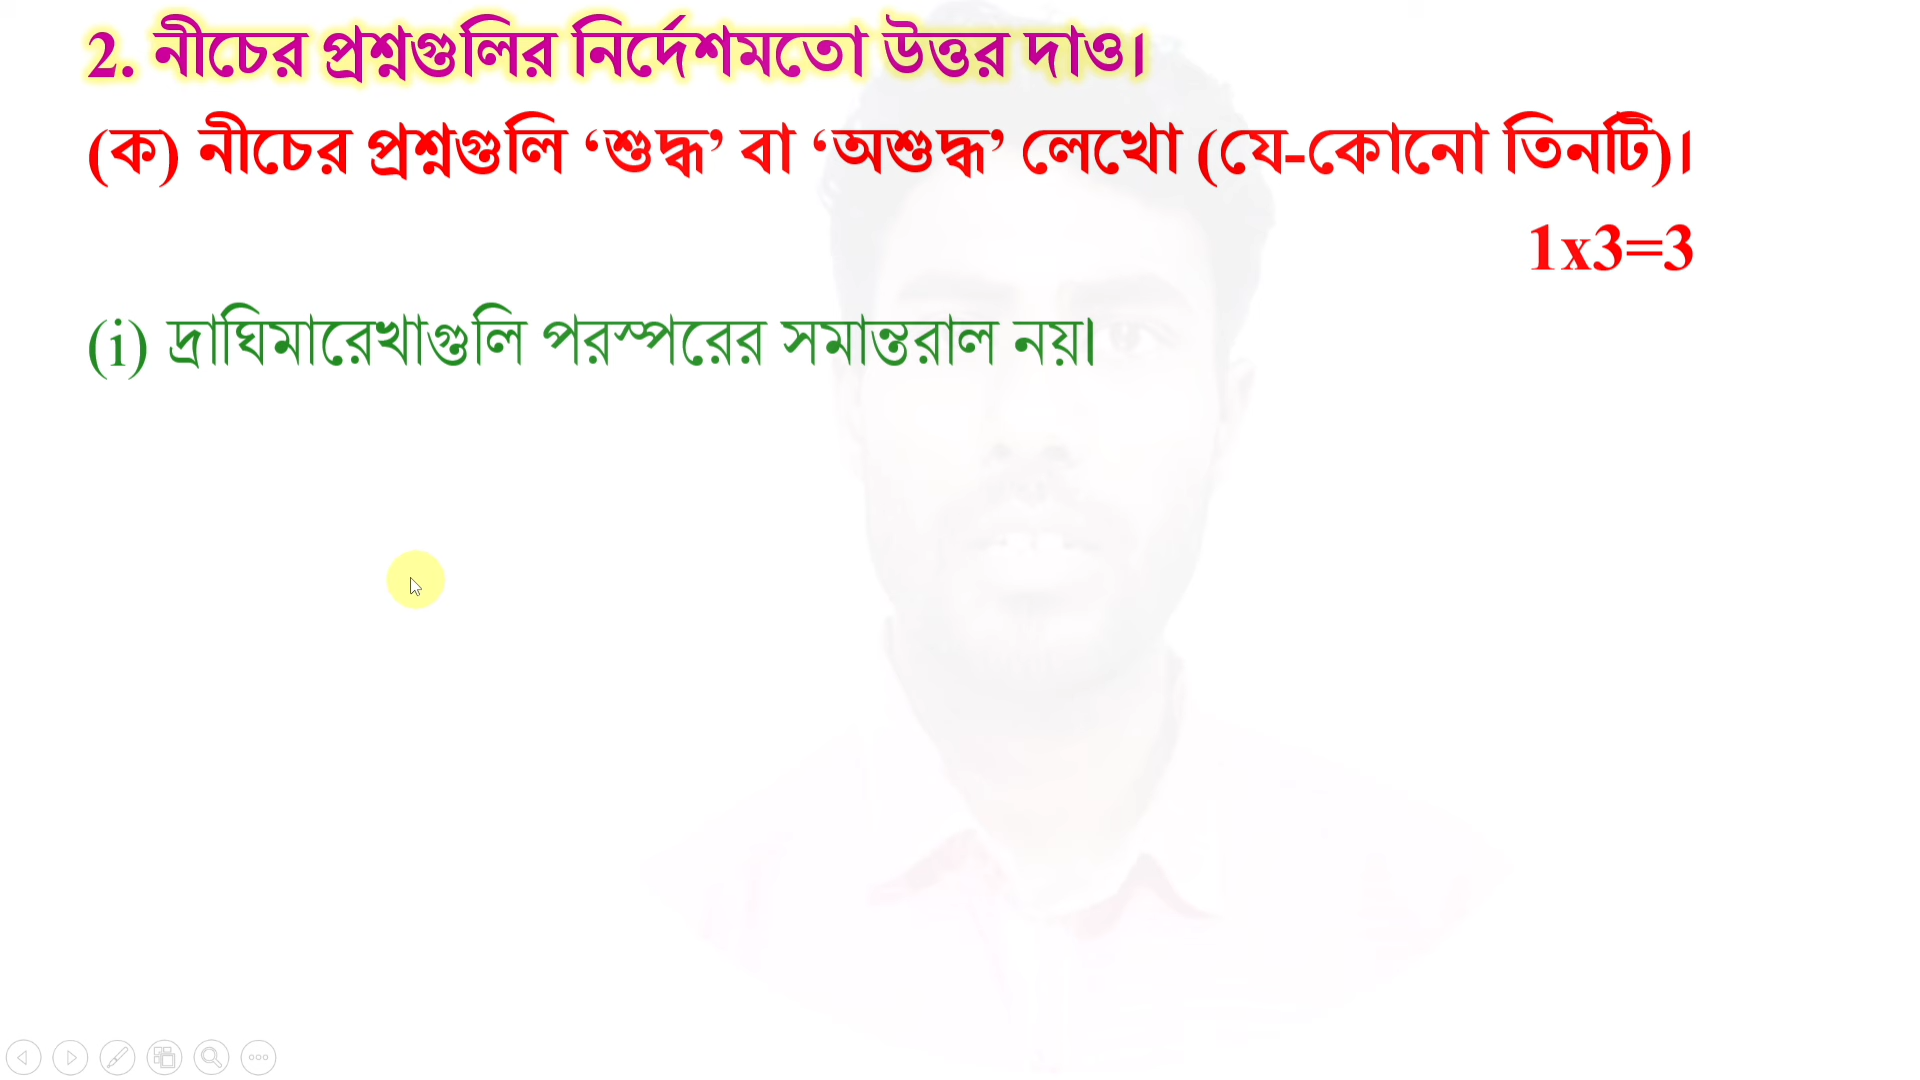 2. নীচের প্রশ্নগুলির নির্দেশমতো উত্তর দাও।
(ক) নীচের প্রশ্নগুলি ‘শুদ্ধ’ বা ‘অশুদ্ধ’ লেখো (যে-কোনো তিনটি)।
1x3=3
(i) দ্রাঘিমারেখাগুলি পরস্পরের সমান্তরাল নয়।